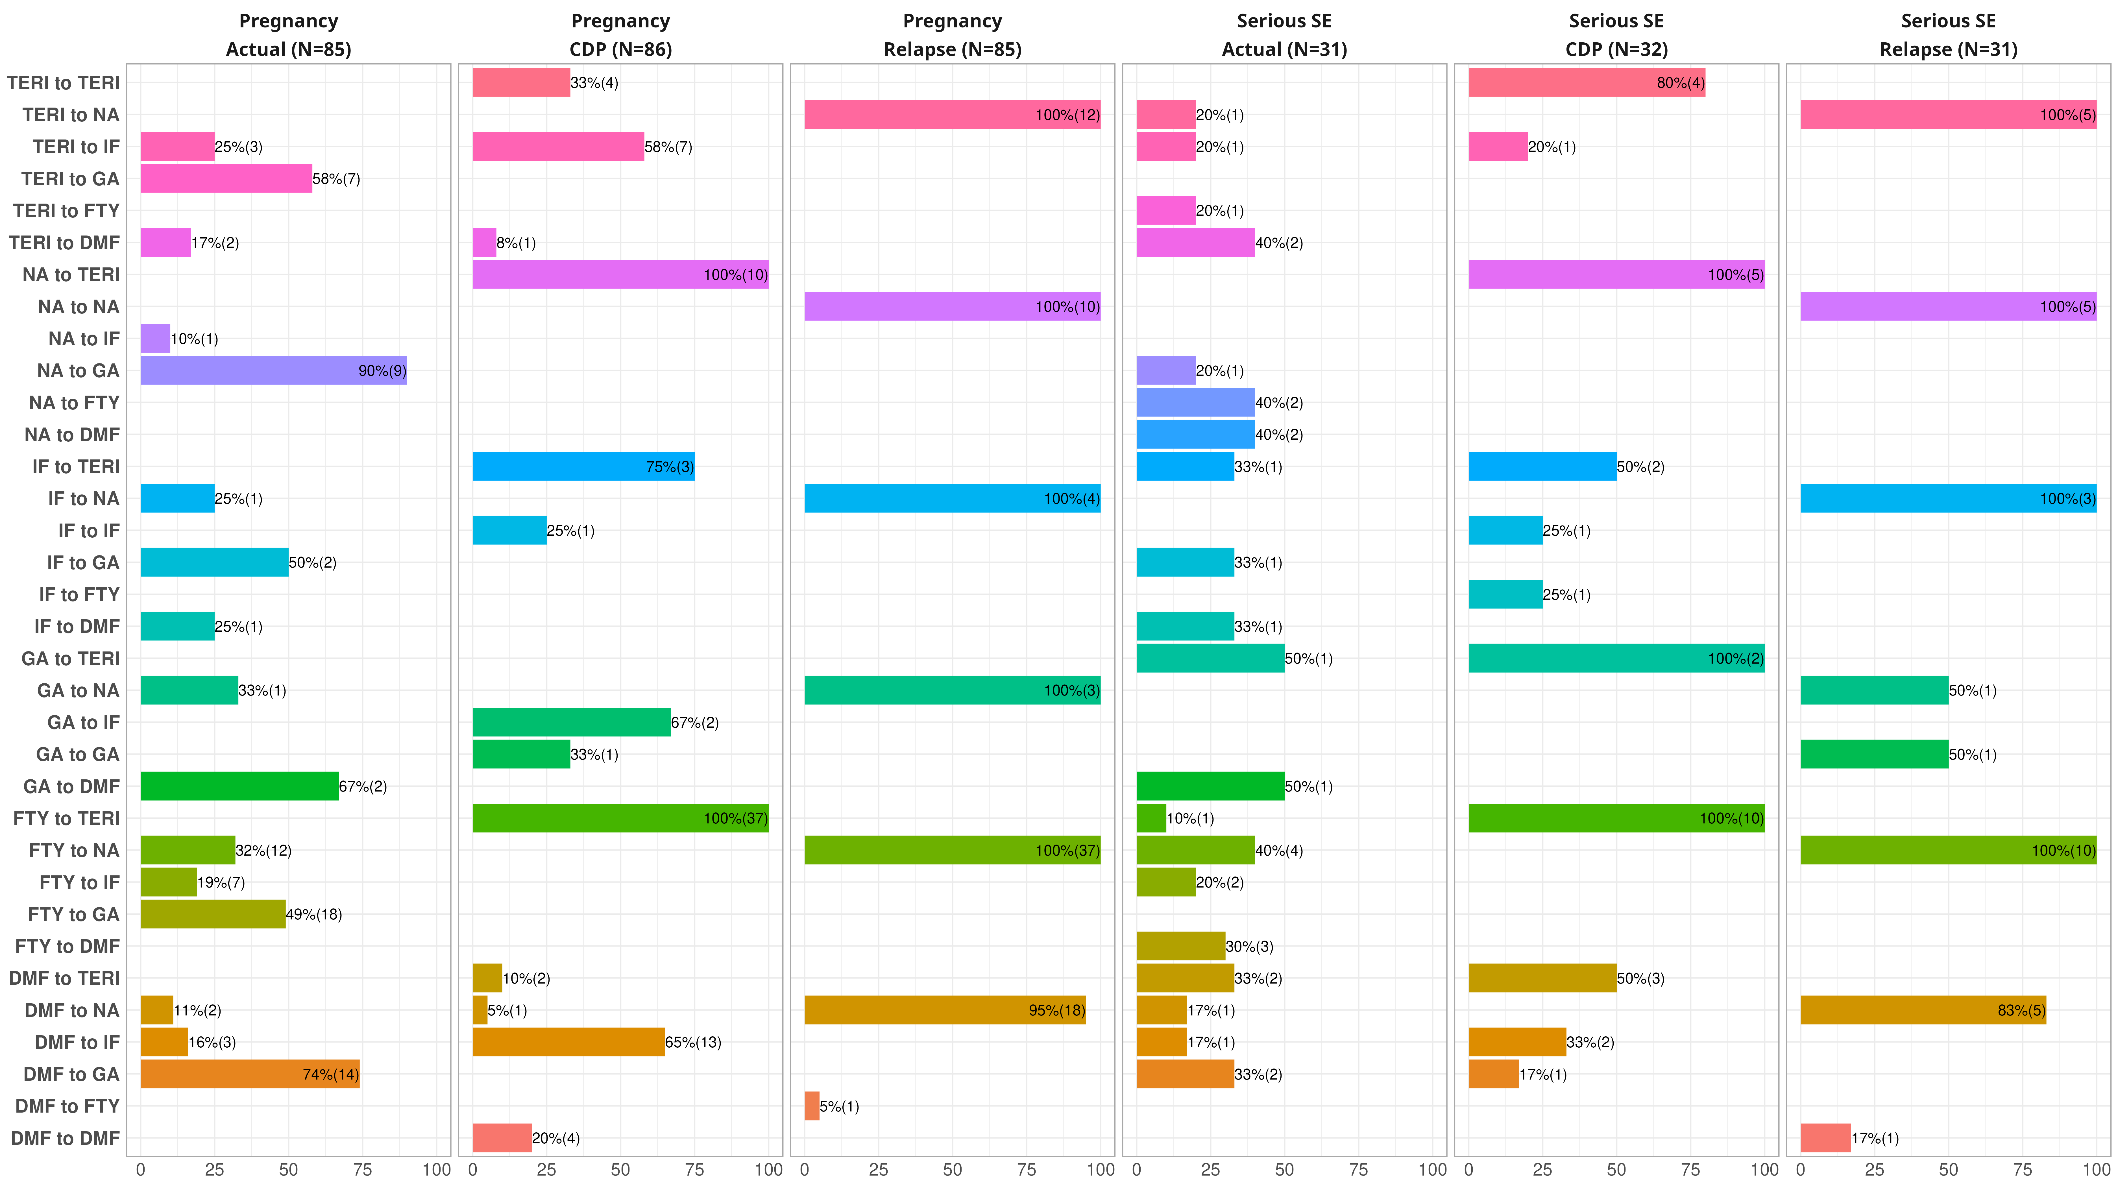 Pregnancy Pregnancy Pregnancy Serious SE Serious SE Serious SE
Actual (N=85) CDP (N=86) Relapse (N=85) Actual (N=31) CDP (N=32) Relapse (N=31)
TERI to TERI 33%(4) 80%(4)
TERI to NA 100%(12) 20%(1) 100%(5)
TERI to IF 25%(3) 58%(7) 20%(1) 20%(1)
TERI to GA 58%(7)
TERI to FTY 20%(1)
TERI to DMF 17%(2) 8%(1) 40%(2)
NA to TERI 100%(10) 100%(5)
NA to NA 100%(10) 100%(5)
NA to IF 10%(1)
NA to GA 90%(9) 20%(1)
NA to FTY 40%(2)
NA to DMF 40%(2)
IF to TERI 75%(3) 33%(1) 50%(2)
IF to NA 25%(1) 100%(4) 100%(3)
IF to IF 25%(1) 25%(1)
IF to GA 50%(2) 33%(1)
IF to FTY 25%(1)
IF to DMF 25%(1) 33%(1)
GA to TERI 50%(1) 100%(2)
GA to NA 33%(1) 100%(3) 50%(1)
GA to IF 67%(2)
GA to GA 33%(1) 50%(1)
GA to DMF 67%(2) 50%(1)
FTY to TERI 100%(37) 10%(1) 100%(10)
FTY to NA 32%(12) 100%(37) 40%(4) 100%(10)
FTY to IF 19%(7) 20%(2)
FTY to GA 49%(18)
FTY to DMF 30%(3)
DMF to TERI 10%(2) 33%(2) 50%(3)
DMF to NA 11%(2) 5%(1) 95%(18) 17%(1) 83%(5)
DMF to IF 16%(3) 65%(13) 17%(1) 33%(2)
DMF to GA 74%(14) 33%(2) 17%(1)
DMF to FTY 5%(1)
DMF to DMF 20%(4) 17%(1)
0 25 50 75 100 0 25 50 75 100 0 25 50 75 100 0 25 50 75 100 0 25 50 75 100 0 25 50 75 100